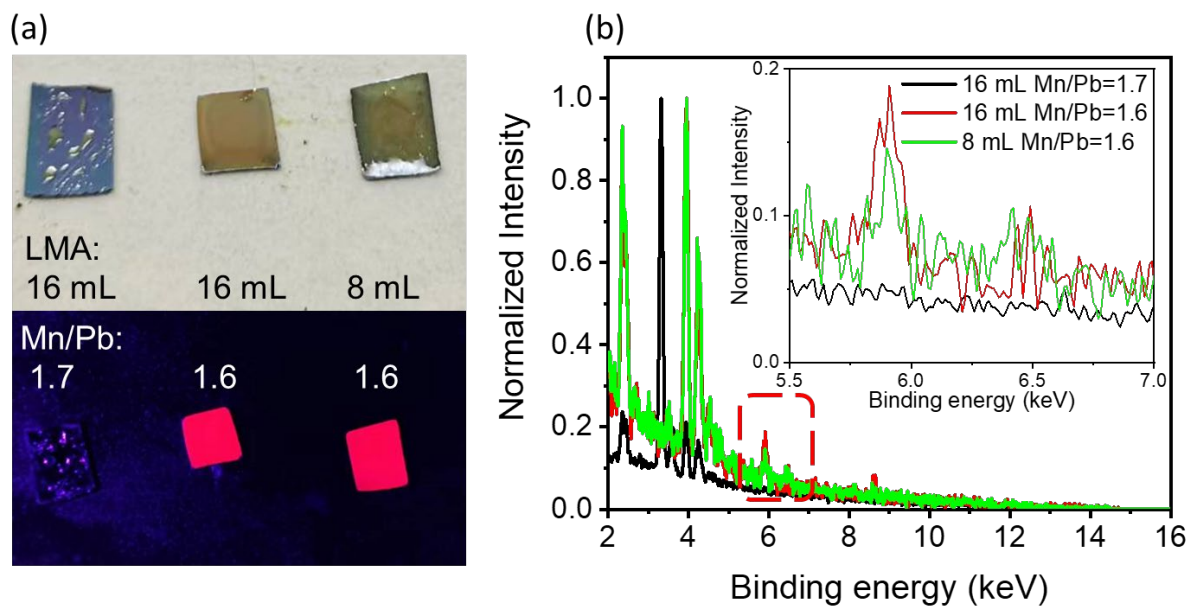 (a)
LMA:
16 mL 16 mL 8 mL
Mn/Pb:
1.7 1.6 1.6
(b)
Normalized Intensity
1.0
0.8
0.6
0.4
0.2
0.0
2 4 6 8 10 12 14 16
Binding energy (keV)
Normalized Intensity
0.2
0.1
0.0
5.5 6.0 6.5 7.0
Binding energy (keV)
16 mL Mn/Pb=1.7
16 mL Mn/Pb=1.6
8 mL Mn/Pb=1.6